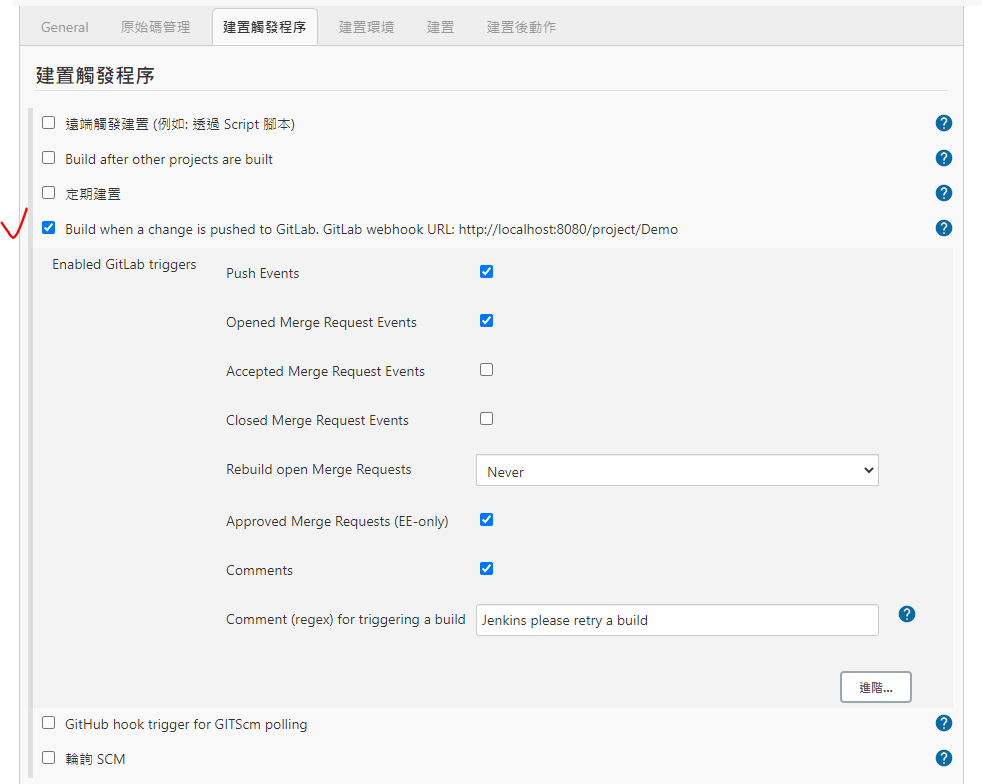 General 原始碼管理 建置觸發程序 建置環境 建置 建置後動作
建置觸發程序
遠端觸發建置 (例如: 透過 Script 腳本)
Build after other projects are built
定期建置
Build when a change is pushed to GitLab. GitLab webhook URL: http://localhost:8080/project/Demo
Enabled GitLab triggers
Push Events
Opened Merge Request Events
Accepted Merge Request Events
Closed Merge Request Events
Rebuild open Merge Requests Never
Approved Merge Requests (EE-only)
Comments
Comment (regex) for triggering a build Jenkins please retry a build
進階...
GitHub hook trigger for GITScm polling
輪詢 SCM